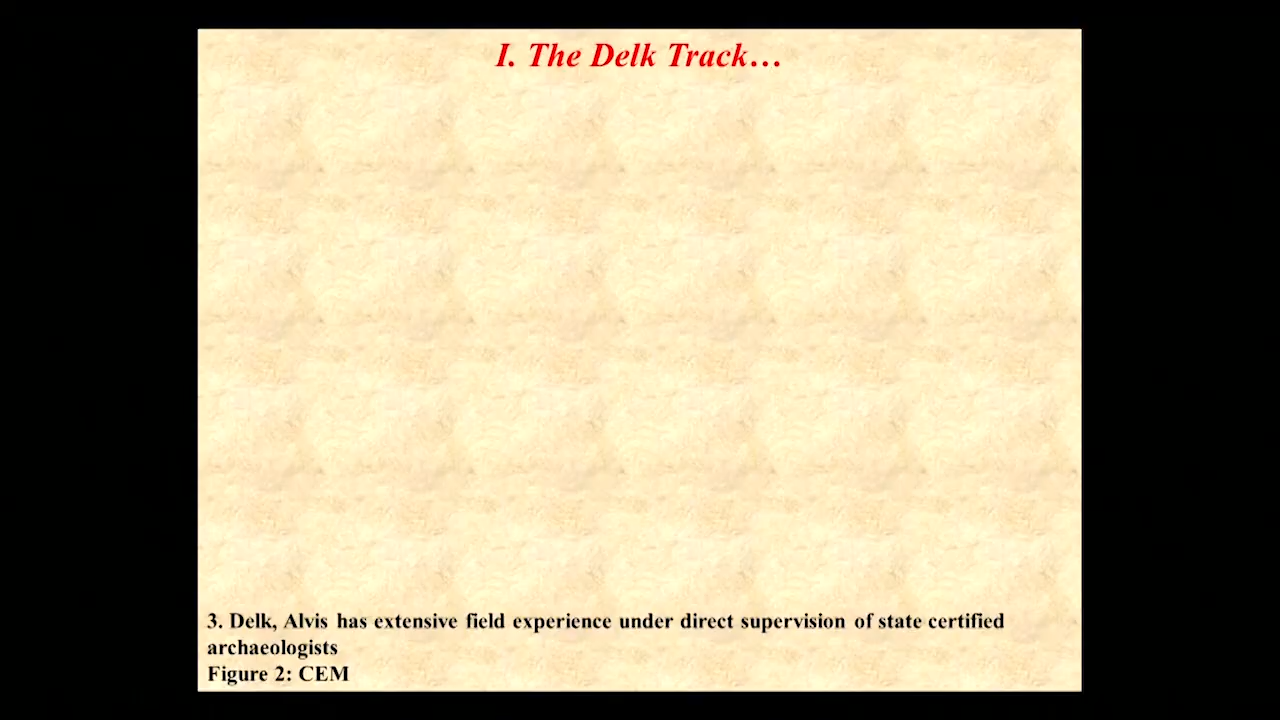 I. The Delk Track...
3. Delk, Alvis has extensive field experience under direct supervision of state certified
archaeologists
Figure 2: CEM